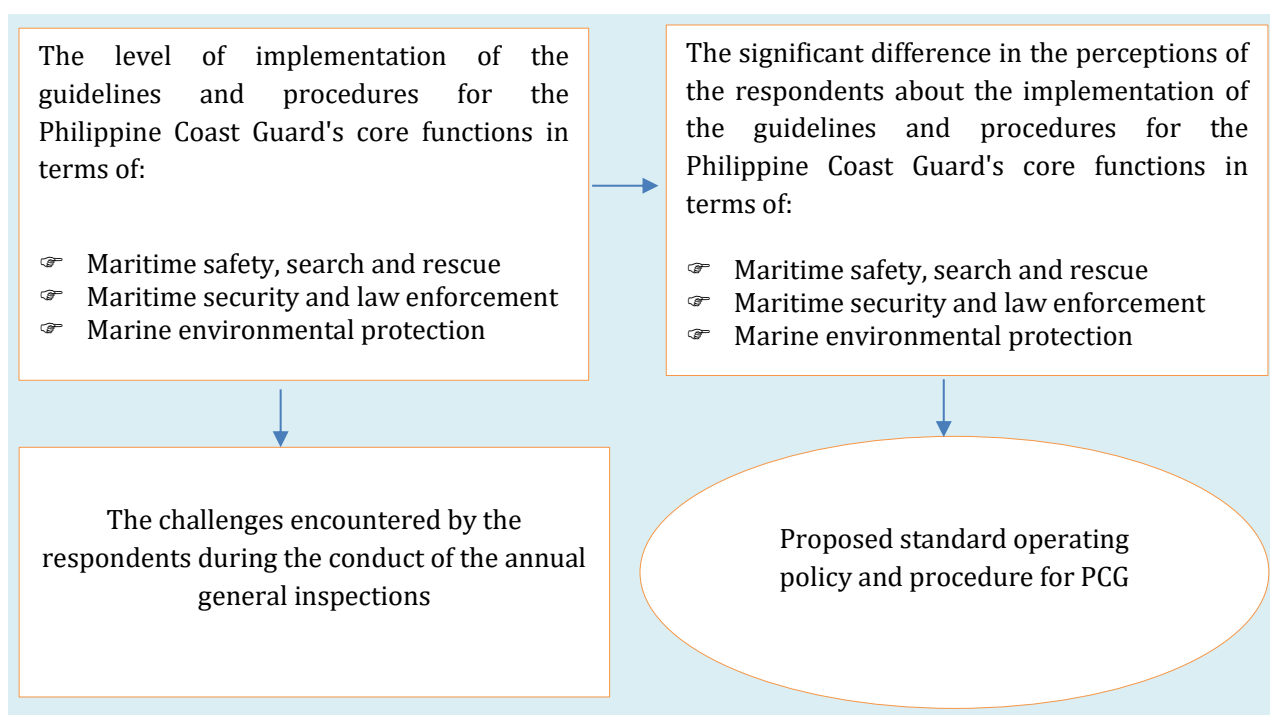 The level of implementation of the
guidelines and procedures for the
Philippine Coast Guard's core functions in
terms of:
☞ Maritime safety, search and rescue
☞ Maritime security and law enforcement
☞ Marine environmental protection
The significant difference in the perceptions of
the respondents about the implementation of
the guidelines and procedures for the
Philippine Coast Guard's core functions in
terms of:
☞ Maritime safety, search and rescue
☞ Maritime security and law enforcement
☞ Marine environmental protection
The challenges encountered by the
respondents during the conduct of the annual
general inspections
Proposed standard operating
policy and procedure for PCG